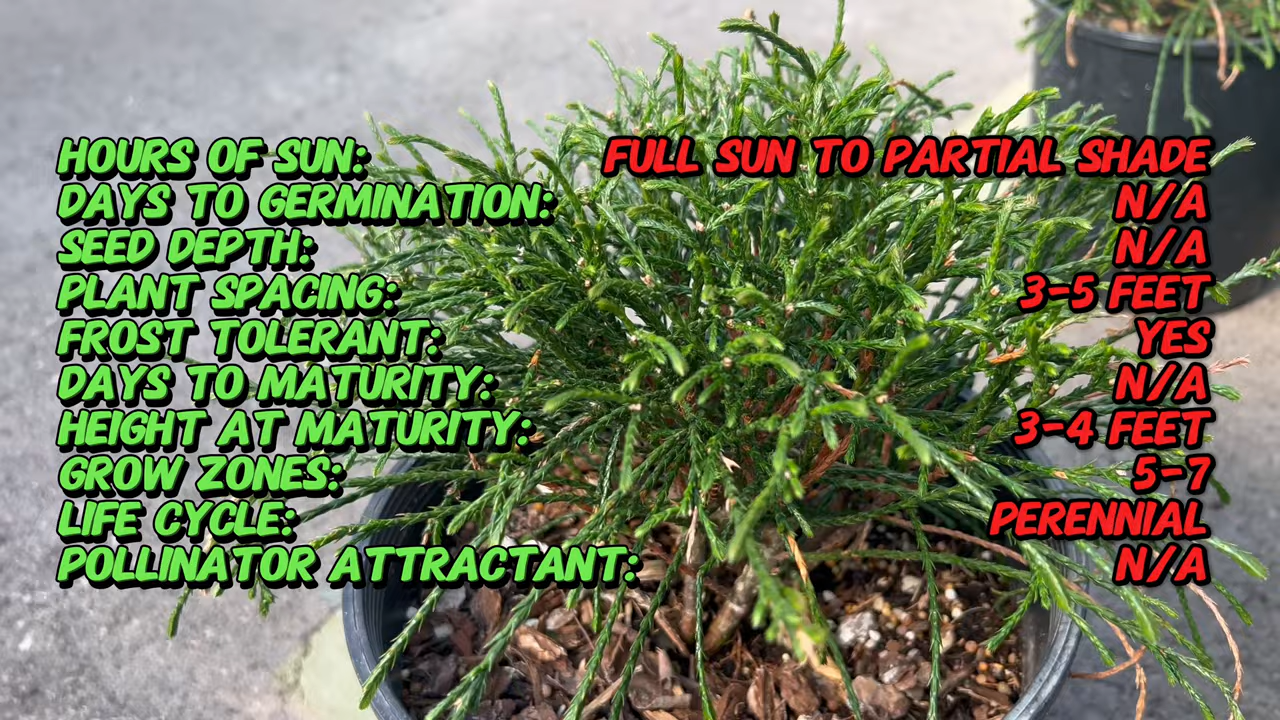 HOURS OF SUN: FULL SUN TO PARTIAL SHADE
DAYS TO GERMINATION: N/A
SEED DEPTH: N/A
PLANT SPACING: 3-5 FEET
FROST TOLERANT: YES
DAYS TO MATURITY: N/A
HEIGHT AT MATURITY: 3-4 FEET
GROW ZONES: 5-7
LIFE CYCLE: PERENNIAL
POLLINATOR ATTRACTANT: N/A